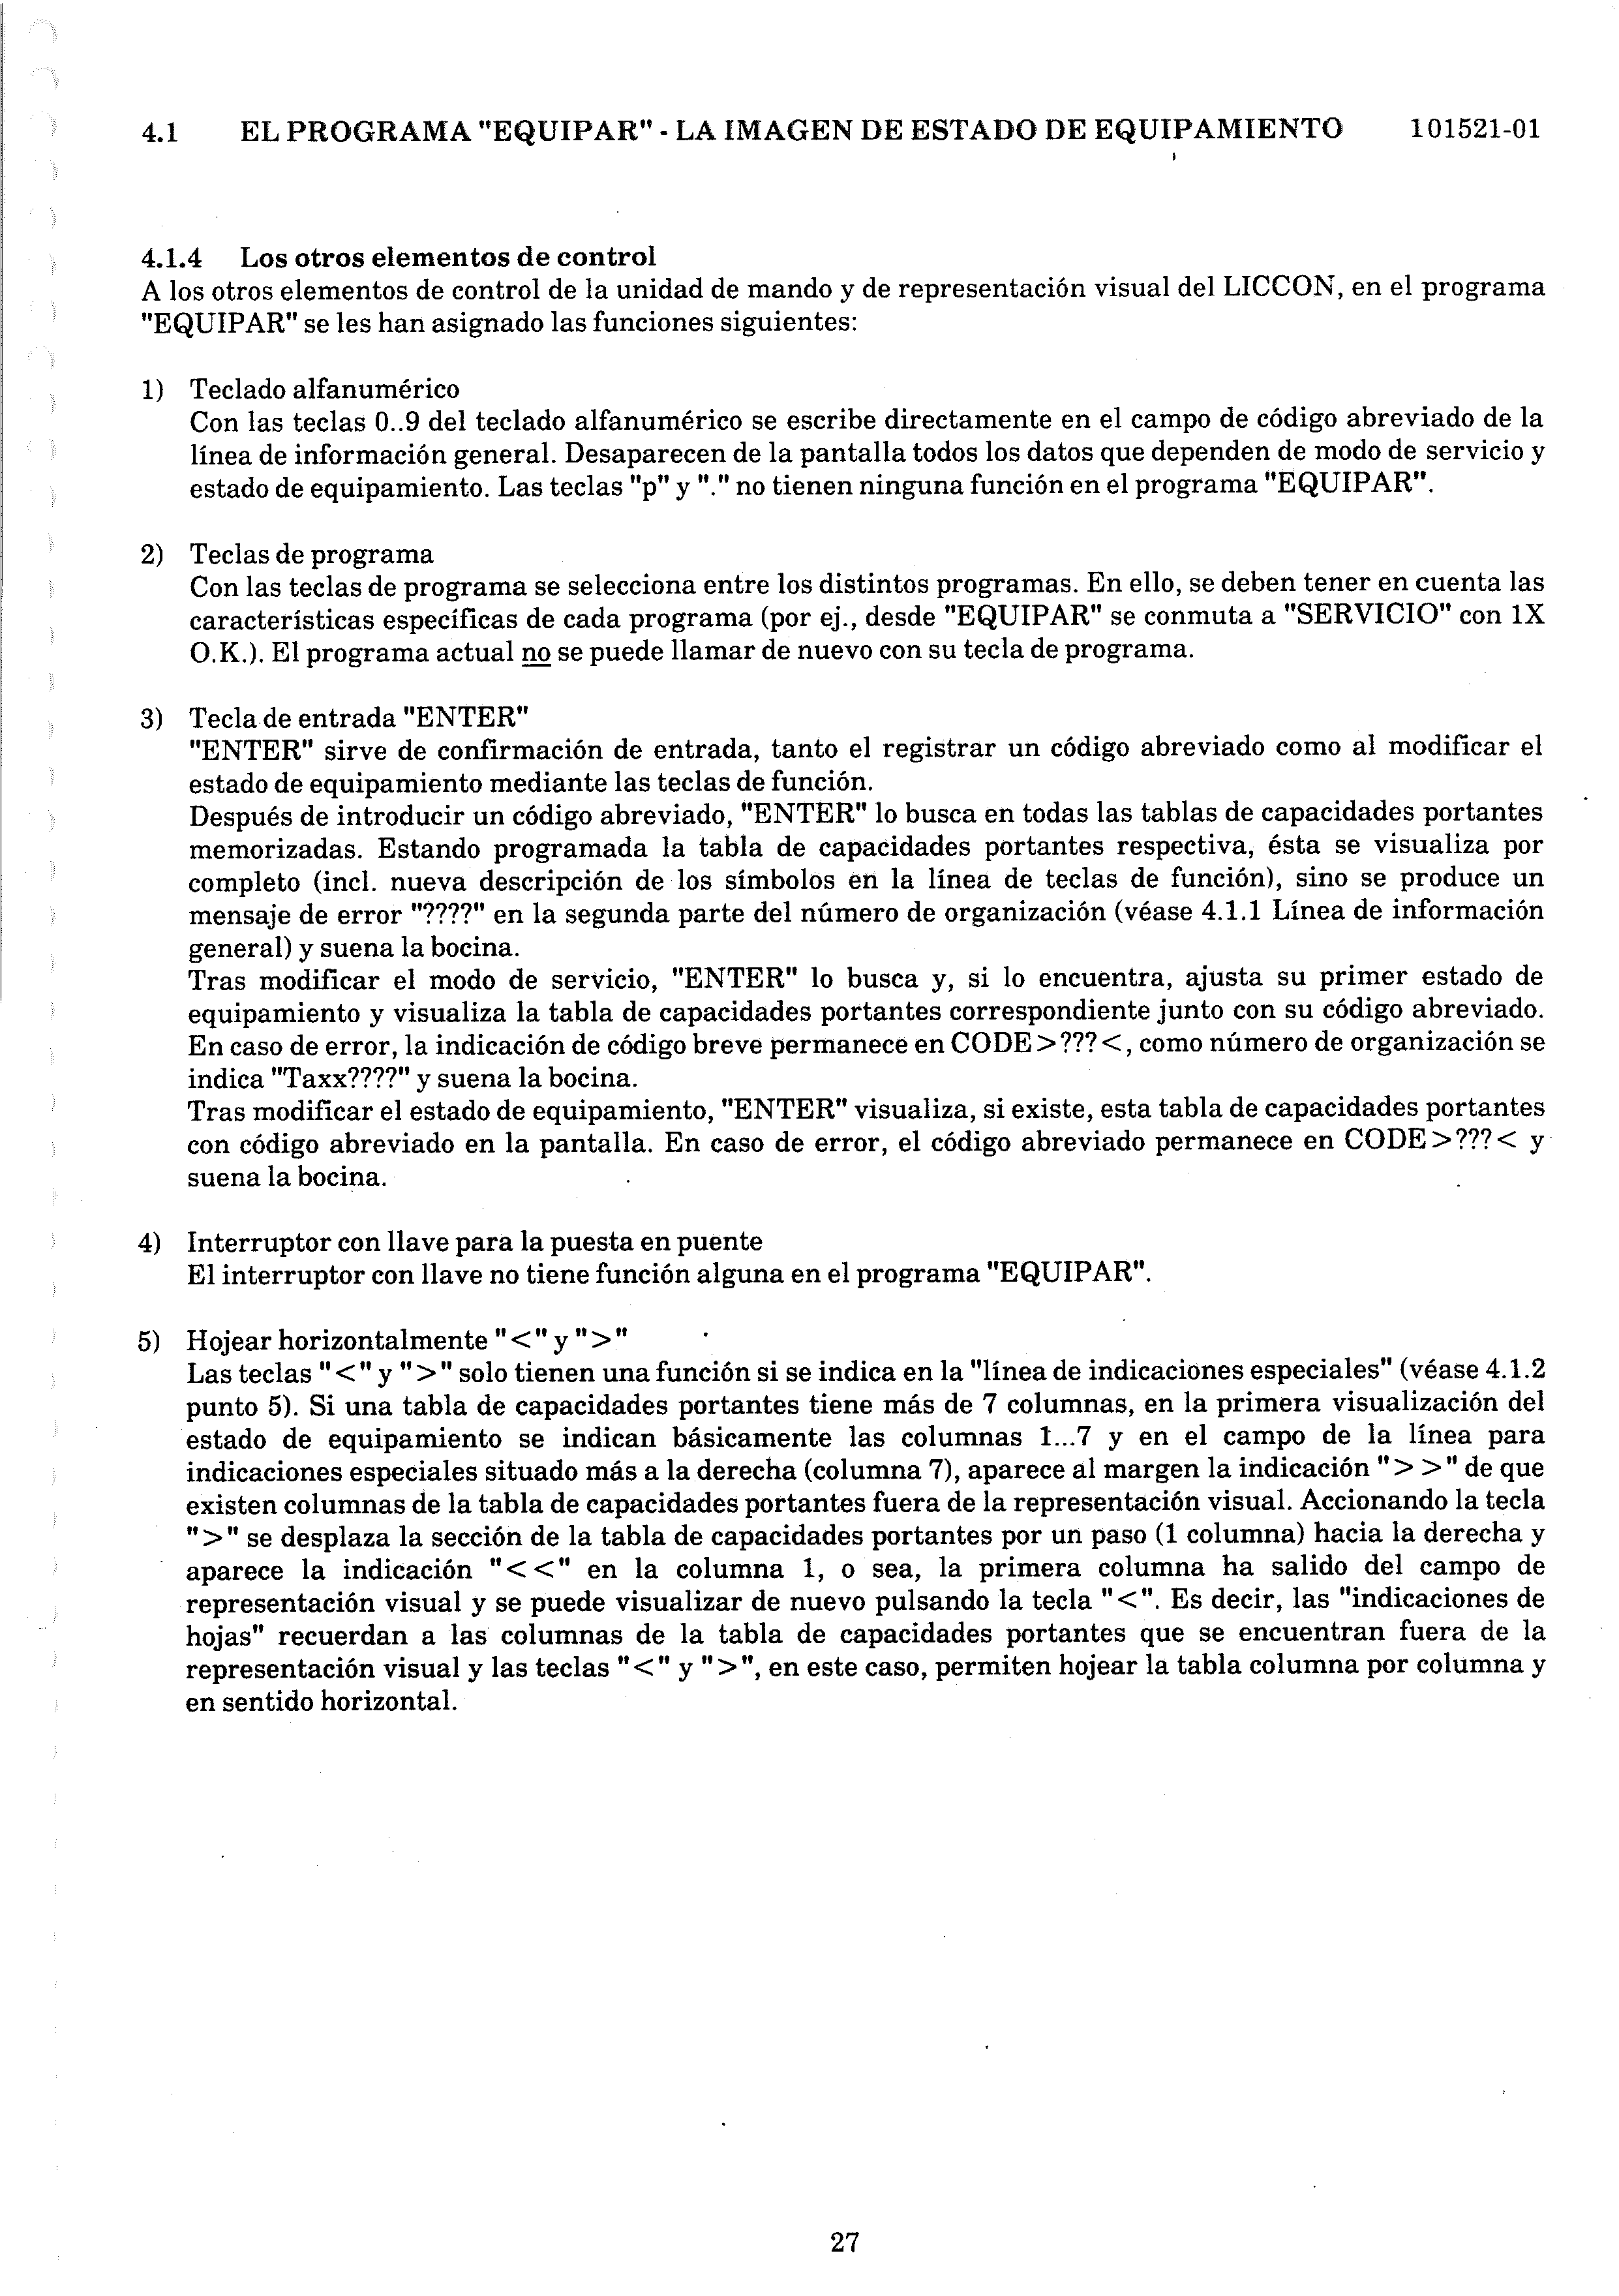 4.1 EL PROGRAMA "EQUIPAR" - LA IMAGEN DE ESTADO DE EQUIPAMIENTO 101521-01
4.1.4 Los otros elementos de control
A los otros elementos de control de la unidad de mando y de representación visual del LICCON, en el programa
"EQUIPAR" se les han asignado las funciones siguientes:
1) Teclado alfanumérico
Con las teclas 0..9 del teclado alfanumérico se escribe directamente en el campo de código abreviado de la
línea de información general. Desaparecen de la pantalla todos los datos que dependen de modo de servicio y
estado de equipamiento. Las teclas "p" y "." no tienen ninguna función en el programa "EQUIPAR".
2) Teclas de programa
Con las teclas de programa se selecciona entre los distintos programas. En ello, se deben tener en cuenta las
características específicas de cada programa (por ej., desde "EQUIPAR" se conmuta a "SERVICIO" con 1X
O.K.). El programa actual no se puede llamar de nuevo con su tecla de programa.
3) Tecla de entrada "ENTER"
"ENTER" sirve de confirmación de entrada, tanto el registrar un código abreviado como al modificar el
estado de equipamiento mediante las teclas de función.
Después de introducir un código abreviado, "ENTER" lo busca en todas las tablas de capacidades portantes
memorizadas. Estando programada la tabla de capacidades portantes respectiva, ésta se visualiza por
completo (incl. nueva descripción de los símbolos en la línea de teclas de función), sino se produce un
mensaje de error "????" en la segunda parte del número de organización (véase 4.1.1 Línea de información
general) y suena la bocina.
Tras modificar el modo de servicio, "ENTER" lo busca y, si lo encuentra, ajusta su primer estado de
equipamiento y visualiza la tabla de capacidades portantes correspondiente junto con su código abreviado.
En caso de error, la indicación de código breve permanece en CODE>???<, como número de organización se
indica "Taxx????" y suena la bocina.
Tras modificar el estado de equipamiento, "ENTER" visualiza, si existe, esta tabla de capacidades portantes
con código abreviado en la pantalla. En caso de error, el código abreviado permanece en CODE>???< y
suena la bocina.
4) Interruptor con llave para la puesta en puente
El interruptor con llave no tiene función alguna en el programa "EQUIPAR".
5) Hojear horizontalmente "<" y ">"
Las teclas "<" y ">" solo tienen una función si se indica en la "línea de indicaciones especiales" (véase 4.1.2
punto 5). Si una tabla de capacidades portantes tiene más de 7 columnas, en la primera visualización del
estado de equipamiento se indican básicamente las columnas 1...7 y en el campo de la línea para
indicaciones especiales situado más a la derecha (columna 7), aparece al margen la indicación "> >" de que
existen columnas de la tabla de capacidades portantes fuera de la representación visual. Accionando la tecla
">" se desplaza la sección de la tabla de capacidades portantes por un paso (1 columna) hacia la derecha y
aparece la indicación "< <" en la columna 1, o sea, la primera columna ha salido del campo de
representación visual y se puede visualizar de nuevo pulsando la tecla "<". Es decir, las "indicaciones de
hojas" recuerdan a las columnas de la tabla de capacidades portantes que se encuentran fuera de la
representación visual y las teclas "<" y ">", en este caso, permiten hojear la tabla columna por columna y
en sentido horizontal.
27